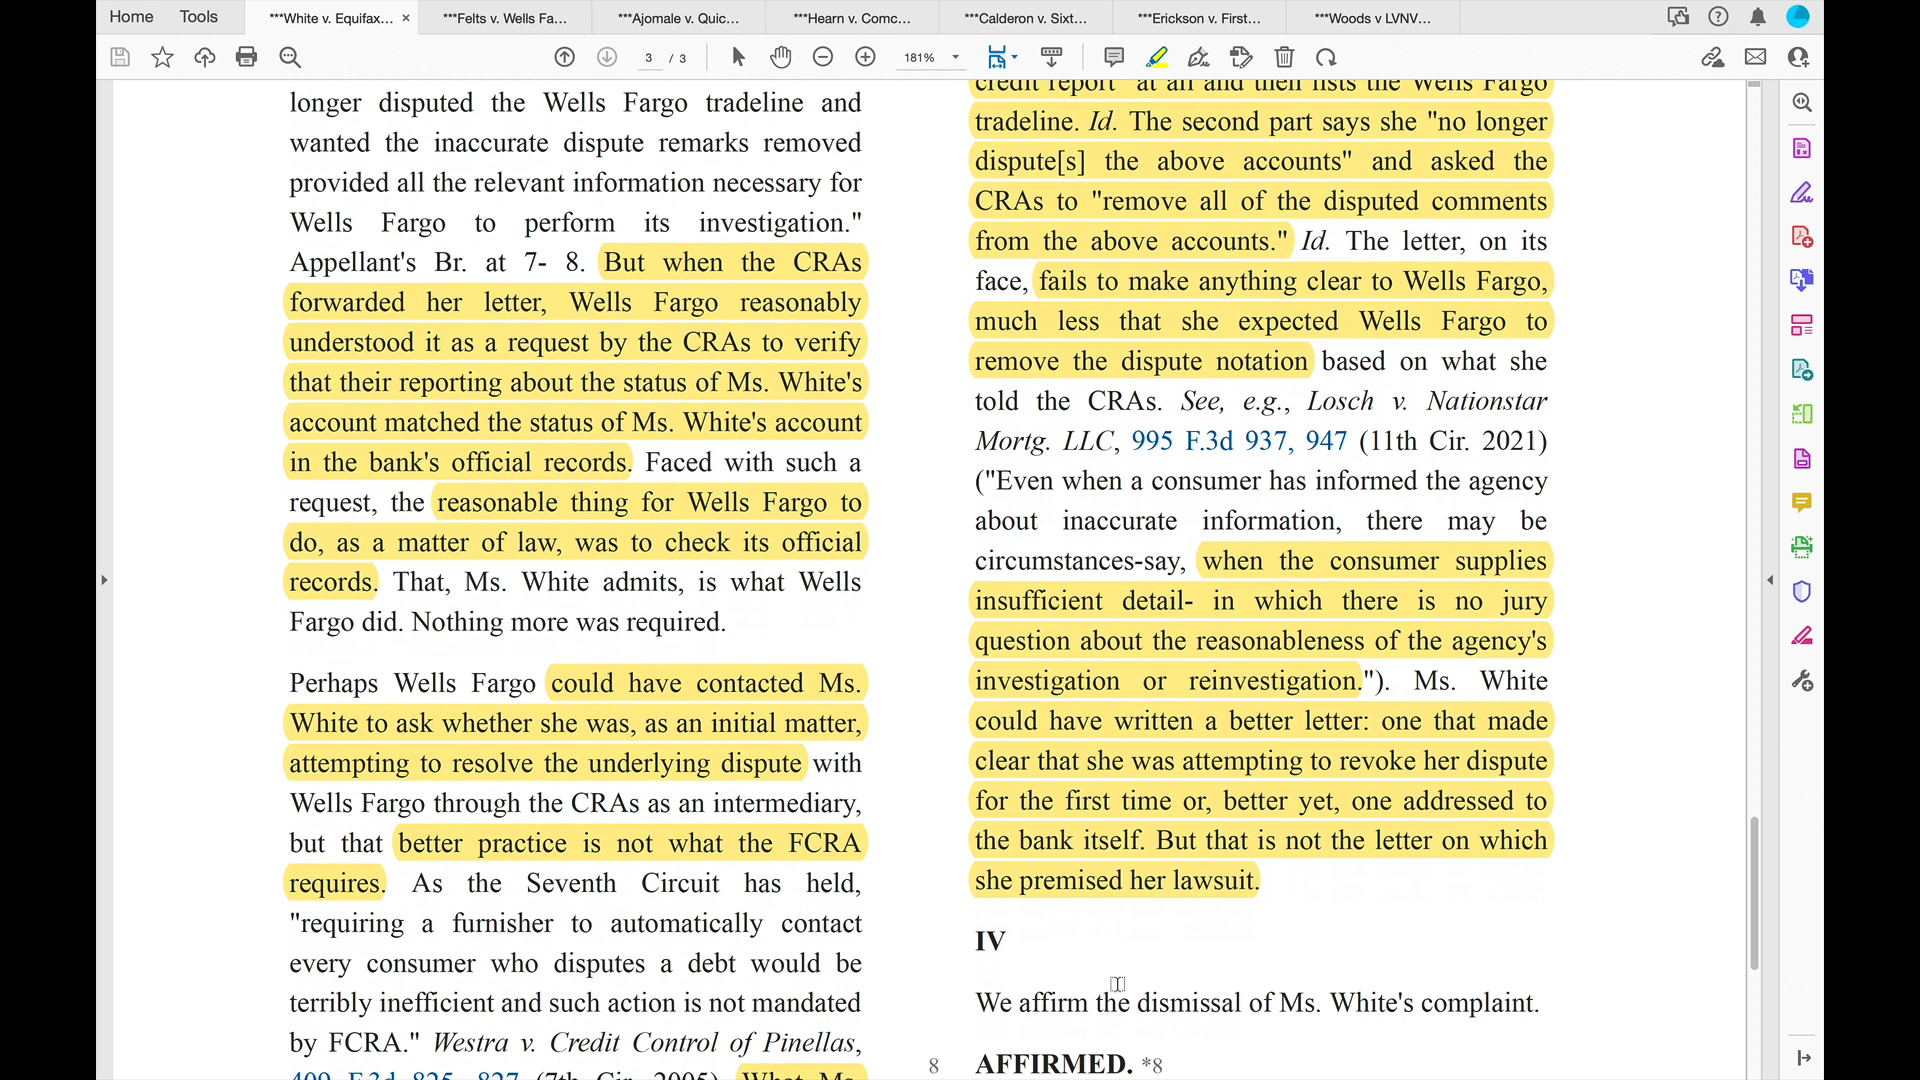 Home
Tools
***White v. Equifax...
***Felts v. Wells Fa...
***Ajomale v. Quic...
***Hearn v. Comc...
***Calderon v. Sixt...
***Erickson v. First...
***Woods v LVNV...
3 / 3
181%
longer disputed the Wells Fargo tradeline and
wanted the inaccurate dispute remarks removed
provided all the relevant information necessary for
Wells Fargo to perform its investigation."
Appellant's Br. at 7- 8. But when the CRAs
forwarded her letter, Wells Fargo reasonably
understood it as a request by the CRAs to verify
that their reporting about the status of Ms. White's
account matched the status of Ms. White's account
in the bank's official records. Faced with such a
request, the reasonable thing for Wells Fargo to
do, as a matter of law, was to check its official
records. That, Ms. White admits, is what Wells
Fargo did. Nothing more was required.
Perhaps Wells Fargo could have contacted Ms.
White to ask whether she was, as an initial matter,
attempting to resolve the underlying dispute with
Wells Fargo through the CRAs as an intermediary,
but that better practice is not what the FCRA
requires. As the Seventh Circuit has held,
"requiring a furnisher to automatically contact
every consumer who disputes a debt would be
terribly inefficient and such action is not mandated
by FCRA." Westra v. Credit Control of Pinellas,
409 F.3d 825, 827 (7th Cir. 2005). What Ms.
8
credit report" at all and then lists the Wells Fargo
tradeline. Id. The second part says she "no longer
dispute[s] the above accounts" and asked the
CRAs to "remove all of the disputed comments
from the above accounts." Id. The letter, on its
face, fails to make anything clear to Wells Fargo,
much less that she expected Wells Fargo to
remove the dispute notation based on what she
told the CRAs. See, e.g., Losch v. Nationstar
Mortg. LLC, 995 F.3d 937, 947 (11th Cir. 2021)
("Even when a consumer has informed the agency
about inaccurate information, there may be
circumstances-say, when the consumer supplies
insufficient detail- in which there is no jury
question about the reasonableness of the agency's
investigation or reinvestigation."). Ms. White
could have written a better letter: one that made
clear that she was attempting to revoke her dispute
for the first time or, better yet, one addressed to
the bank itself. But that is not the letter on which
she premised her lawsuit.
IV
We affirm the dismissal of Ms. White's complaint.
AFFIRMED. *8